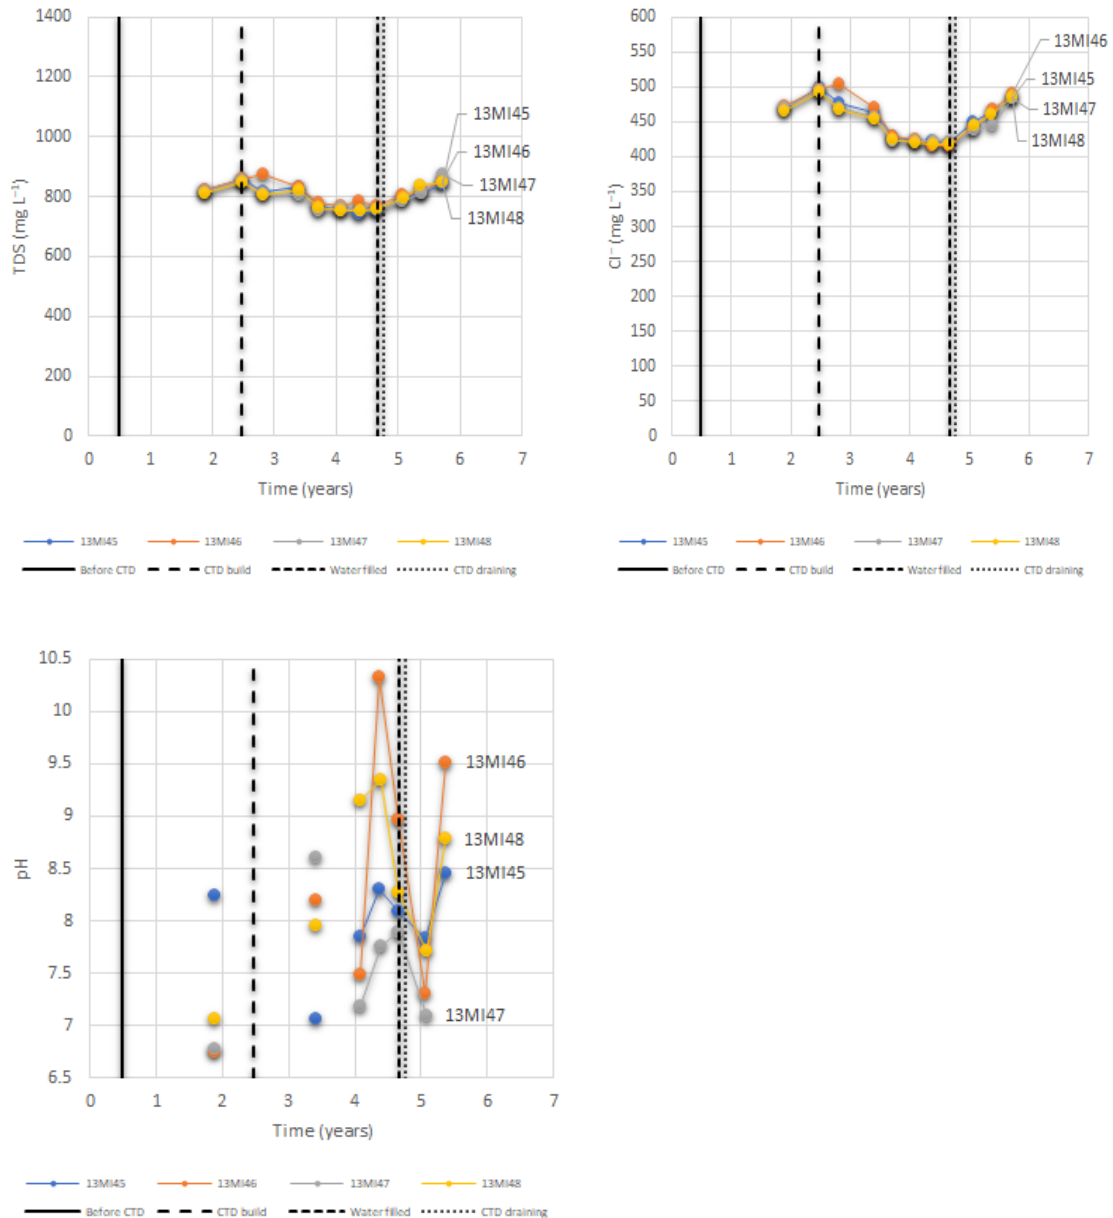 1400
1200
1000
800
600
400
200
0
TDS (mg L⁻¹)
0 1 2 3 4 5 6 7
Time (years)
13MI45
13MI46
13MI47
13MI48
13MI45 13MI46 13MI47 13MI48
Before CTD CTD build Water filled CTD draining
600
550
500
450
400
350
300
250
200
150
100
50
0
Cl⁻ (mg L⁻¹)
0 1 2 3 4 5 6 7
Time (years)
13MI46
13MI45
13MI47
13MI48
13MI45 13MI46 13MI47 13MI48
Before CTD CTD build Water filled CTD draining
10.5
10
9.5
9
8.5
8
7.5
7
6.5
pH
0 1 2 3 4 5 6 7
Time (years)
13MI46
13MI48
13MI45
13MI47
13MI45 13MI46 13MI47 13MI48
Before CTD CTD build Water filled CTD draining